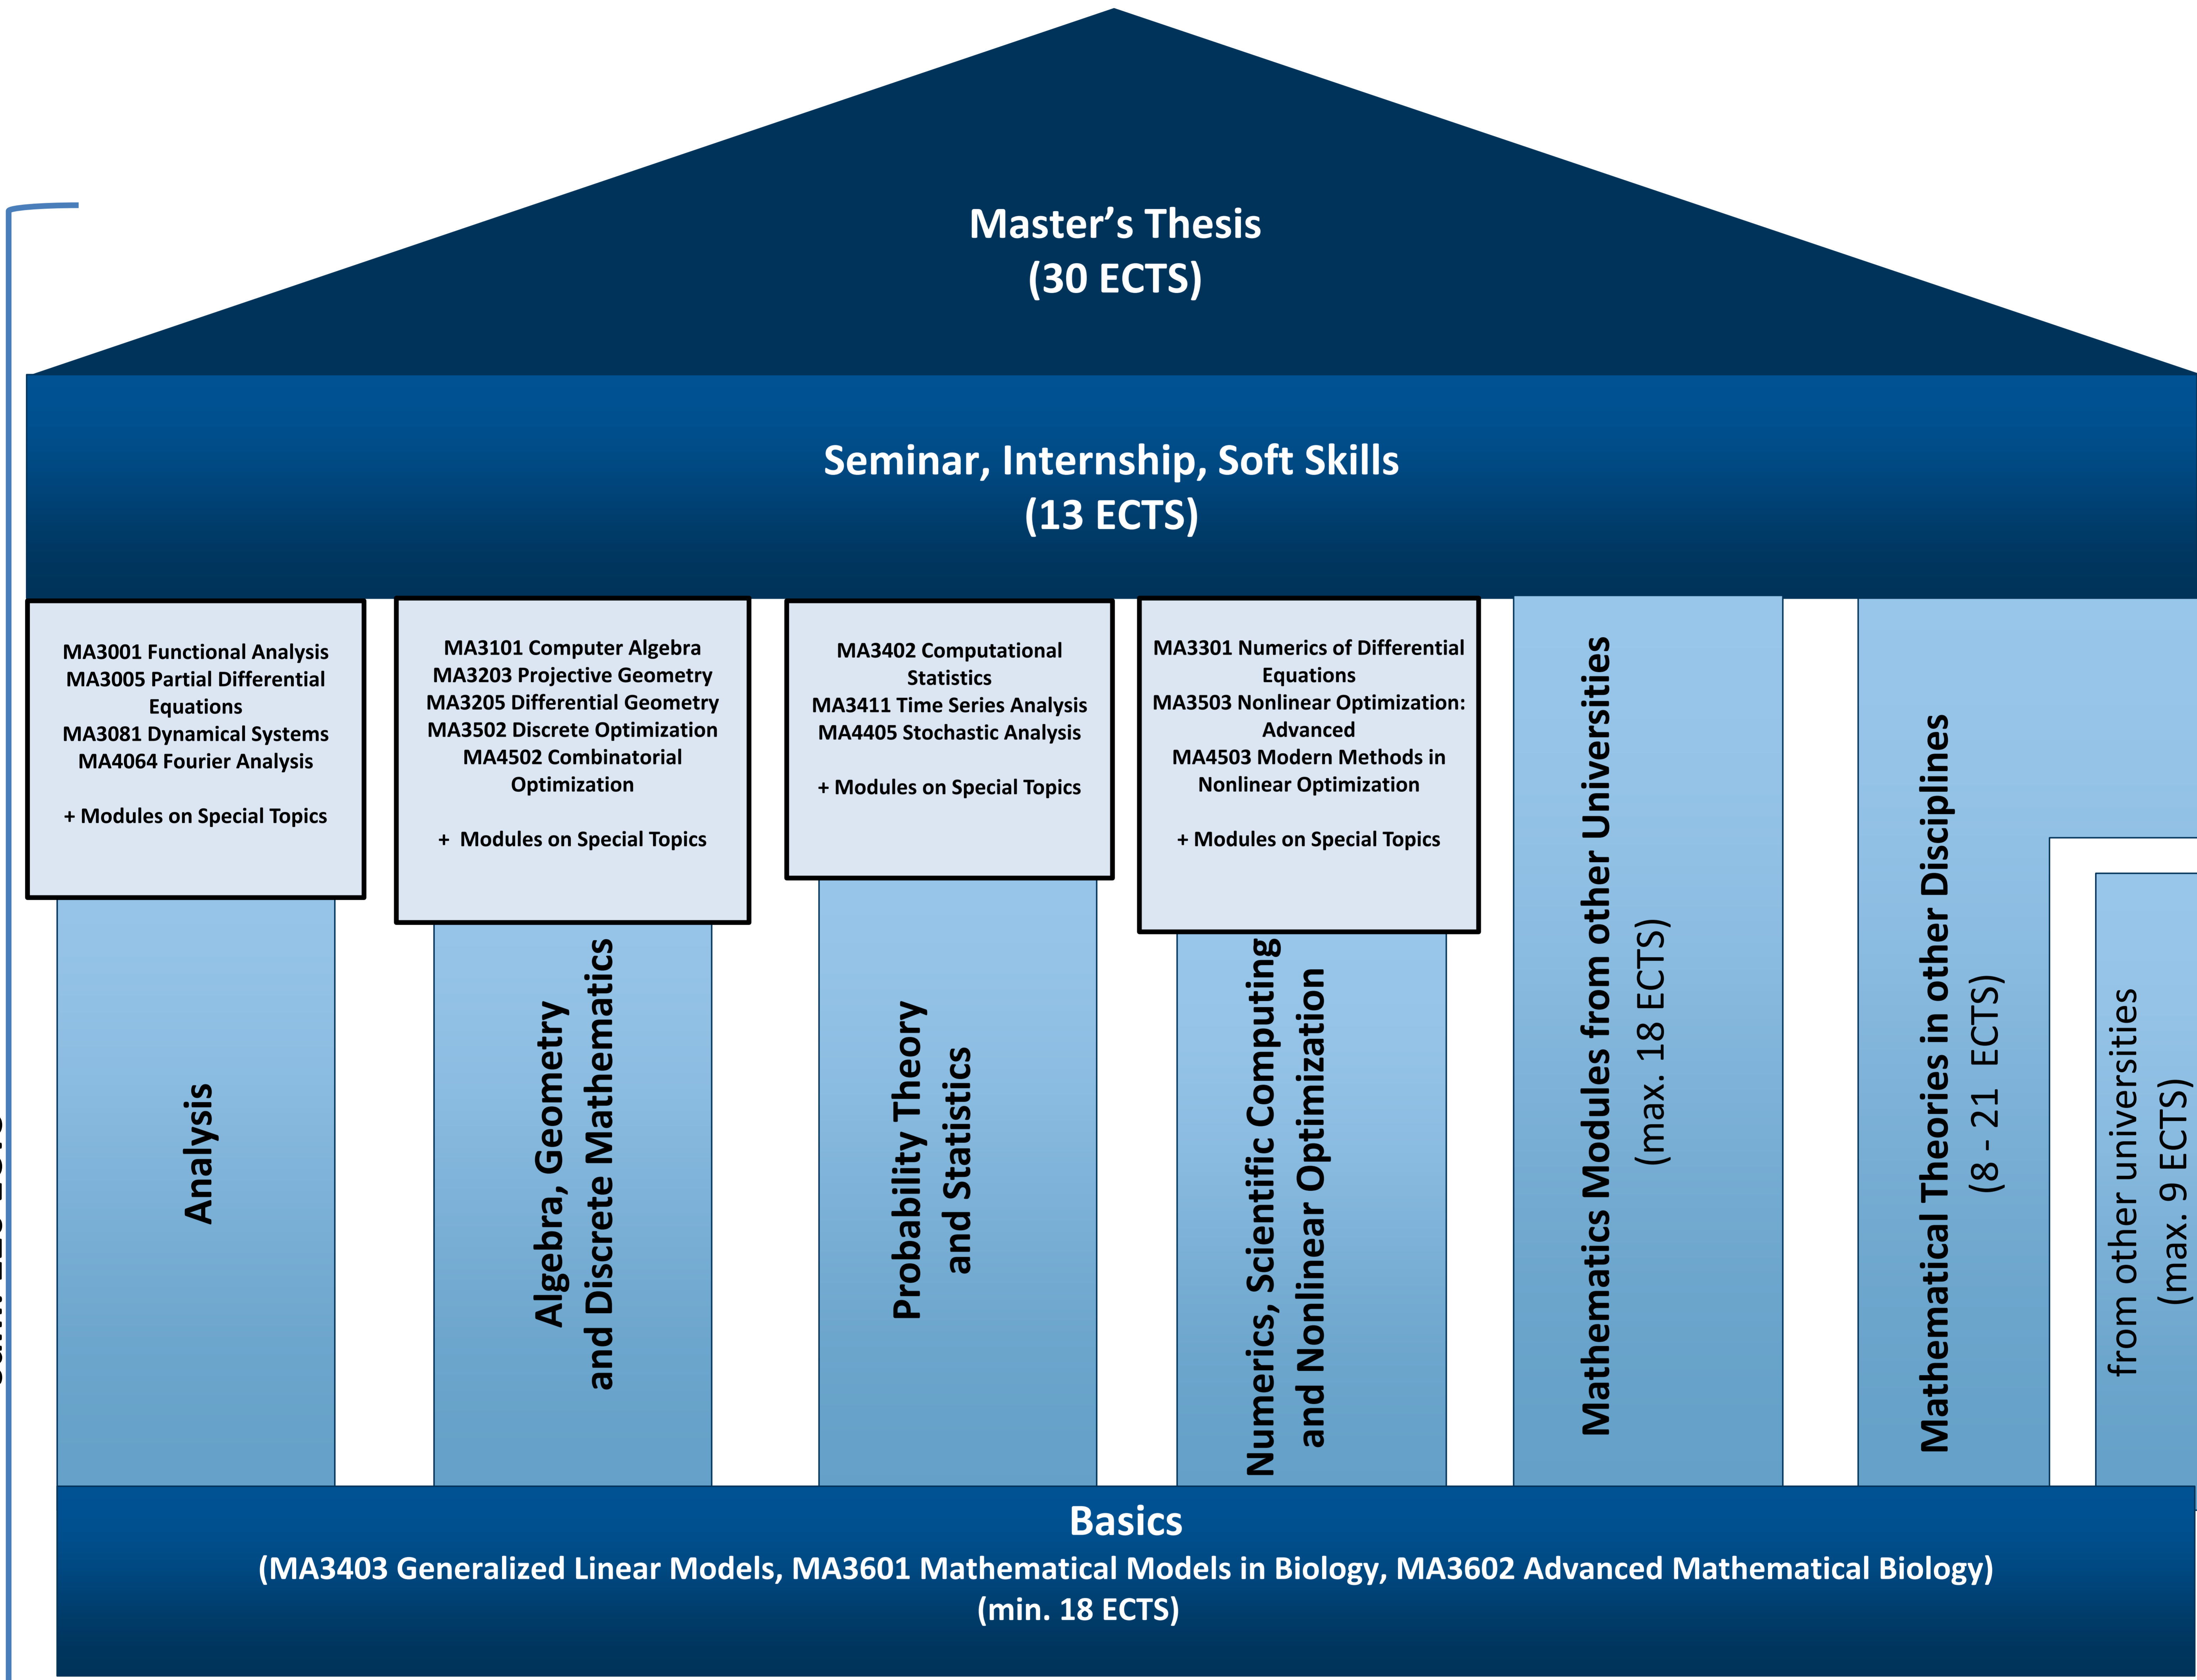 Master’s Thesis
(30 ECTS)
Seminar, Internship, Soft Skills
(13 ECTS)
MA3001 Functional Analysis
MA3005 Partial Differential
Equations
MA3081 Dynamical Systems
MA4064 Fourier Analysis
+ Modules on Special Topics
MA3101 Computer Algebra
MA3203 Projective Geometry
MA3205 Differential Geometry
MA3502 Discrete Optimization
MA4502 Combinatorial
Optimization
+ Modules on Special Topics
MA3402 Computational
Statistics
MA3411 Time Series Analysis
MA4405 Stochastic Analysis
+ Modules on Special Topics
MA3301 Numerics of Differential
Equations
MA3503 Nonlinear Optimization:
Advanced
MA4503 Modern Methods in
Nonlinear Optimization
+ Modules on Special Topics
Analysis
Algebra, Geometry
and Discrete Mathematics
Probability Theory
and Statistics
Numerics, Scientific Computing
and Nonlinear Optimization
Mathematics Modules from other Universities
(max. 18 ECTS)
Mathematical Theories in other Disciplines
(8 - 21 ECTS)
from other universities
(max. 9 ECTS)
Basics
(MA3403 Generalized Linear Models, MA3601 Mathematical Models in Biology, MA3602 Advanced Mathematical Biology)
(min. 18 ECTS)